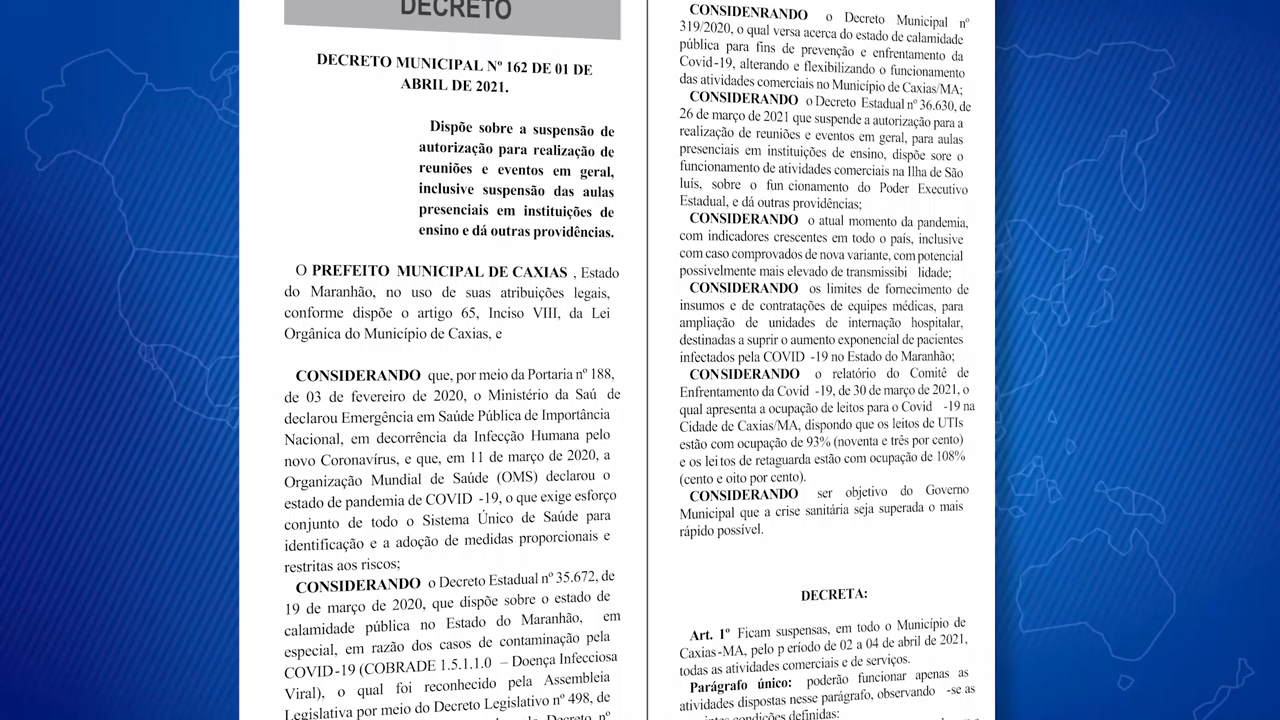 DECRETO
DECRETO MUNICIPAL Nº 162 DE 01 DE
ABRIL DE 2021.
Dispõe sobre a suspensão de
autorização para realização de
reuniões e eventos em geral,
inclusive suspensão das aulas
presenciais em instituições de
ensino e dá outras providências.
O PREFEITO MUNICIPAL DE CAXIAS , Estado
do Maranhão, no uso de suas atribuições legais,
conforme dispõe o artigo 65, Inciso VIII, da Lei
Orgânica do Município de Caxias, e
CONSIDERANDO que, por meio da Portaria nº 188,
de 03 de fevereiro de 2020, o Ministério da Saú de
declarou Emergência em Saúde Pública de Importância
Nacional, em decorrência da Infecção Humana pelo
novo Coronavírus, e que, em 11 de março de 2020, a
Organização Mundial de Saúde (OMS) declarou o
estado de pandemia de COVID -19, o que exige esforço
conjunto de todo o Sistema Único de Saúde para
identificação e a adoção de medidas proporcionais e
restritas aos riscos;
CONSIDERANDO o Decreto Estadual nº 35.672, de
19 de março de 2020, que dispõe sobre o estado de
calamidade pública no Estado do Maranhão, em
especial, em razão dos casos de contaminação pela
COVID-19 (COBRADE 1.5.1.1.0 – Doença Infecciosa
Viral), o qual foi reconhecido pela Assembleia
Legislativa por meio do Decreto Legislativo nº 498, de
Decreto nº
CONSIDENRANDO o Decreto Municipal nº
319/2020, o qual versa acerca do estado de calamidade
pública para fins de prevenção e enfrentamento da
Covid-19, alterando e flexibilizando o funcionamento
das atividades comerciais no Município de Caxias/MA;
CONSIDERANDO o Decreto Estadual nº 36.630, de
26 de março de 2021 que suspende a autorização para a
realização de reuniões e eventos em geral, para aulas
presenciais em instituições de ensino, dispõe sore o
funcionamento de atividades comerciais na Ilha de São
luís, sobre o fun cionamento do Poder Executivo
Estadual, e dá outras providências;
CONSIDERANDO o atual momento da pandemia,
com indicadores crescentes em todo o país, inclusive
com caso comprovados de nova variante, com potencial
possivelmente mais elevado de transmissibi lidade;
CONSIDERANDO os limites de fornecimento de
insumos e de contratações de equipes médicas, para
ampliação de unidades de internação hospitalar,
destinadas a suprir o aumento exponencial de pacientes
infectados pela COVID -19 no Estado do Maranhão;
CONSIDERANDO o relatório do Comitê de
Enfrentamento da Covid -19, de 30 de março de 2021, o
qual apresenta a ocupação de leitos para o Covid -19 na
Cidade de Caxias/MA, dispondo que os leitos de UTIs
estão com ocupação de 93% (noventa e três por cento)
e os lei tos de retaguarda estão com ocupação de 108%
(cento e oito por cento).
CONSIDERANDO ser objetivo do Governo
Municipal que a crise sanitária seja superada o mais
rápido possível.
DECRETA:
Art. 1º Ficam suspensas, em todo o Município de
Caxias-MA, pelo p eríodo de 02 a 04 de abril de 2021,
todas as atividades comerciais e de serviços.
Parágrafo único: poderão funcionar apenas as
atividades dispostas nesse parágrafo, observando -se as
condições definidas: